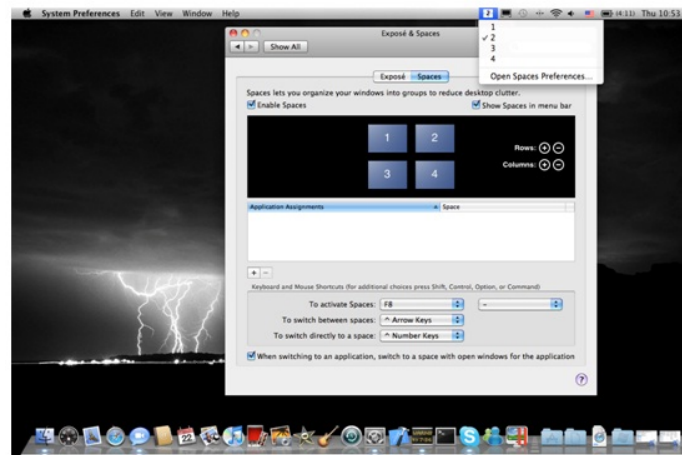 System Preferences Edit View Window Help
2 (4:11) Thu 10:53
1
✓ 2
3
4
Open Spaces Preferences...
Exposé & Spaces
Show All
Exposé Spaces
Spaces lets you organize your windows into groups to reduce desktop clutter.
Enable Spaces Show Spaces in menu bar
1 2
3 4
Rows:
Columns:
Application Assignments Space
+ -
Keyboard and Mouse Shortcuts (for additional choices press Shift, Control, Option, or Command)
To activate Spaces: F8 -
To switch between spaces: ^ Arrow Keys
To switch directly to a space: ^ Number Keys
When switching to an application, switch to a space with open windows for the application
?
22